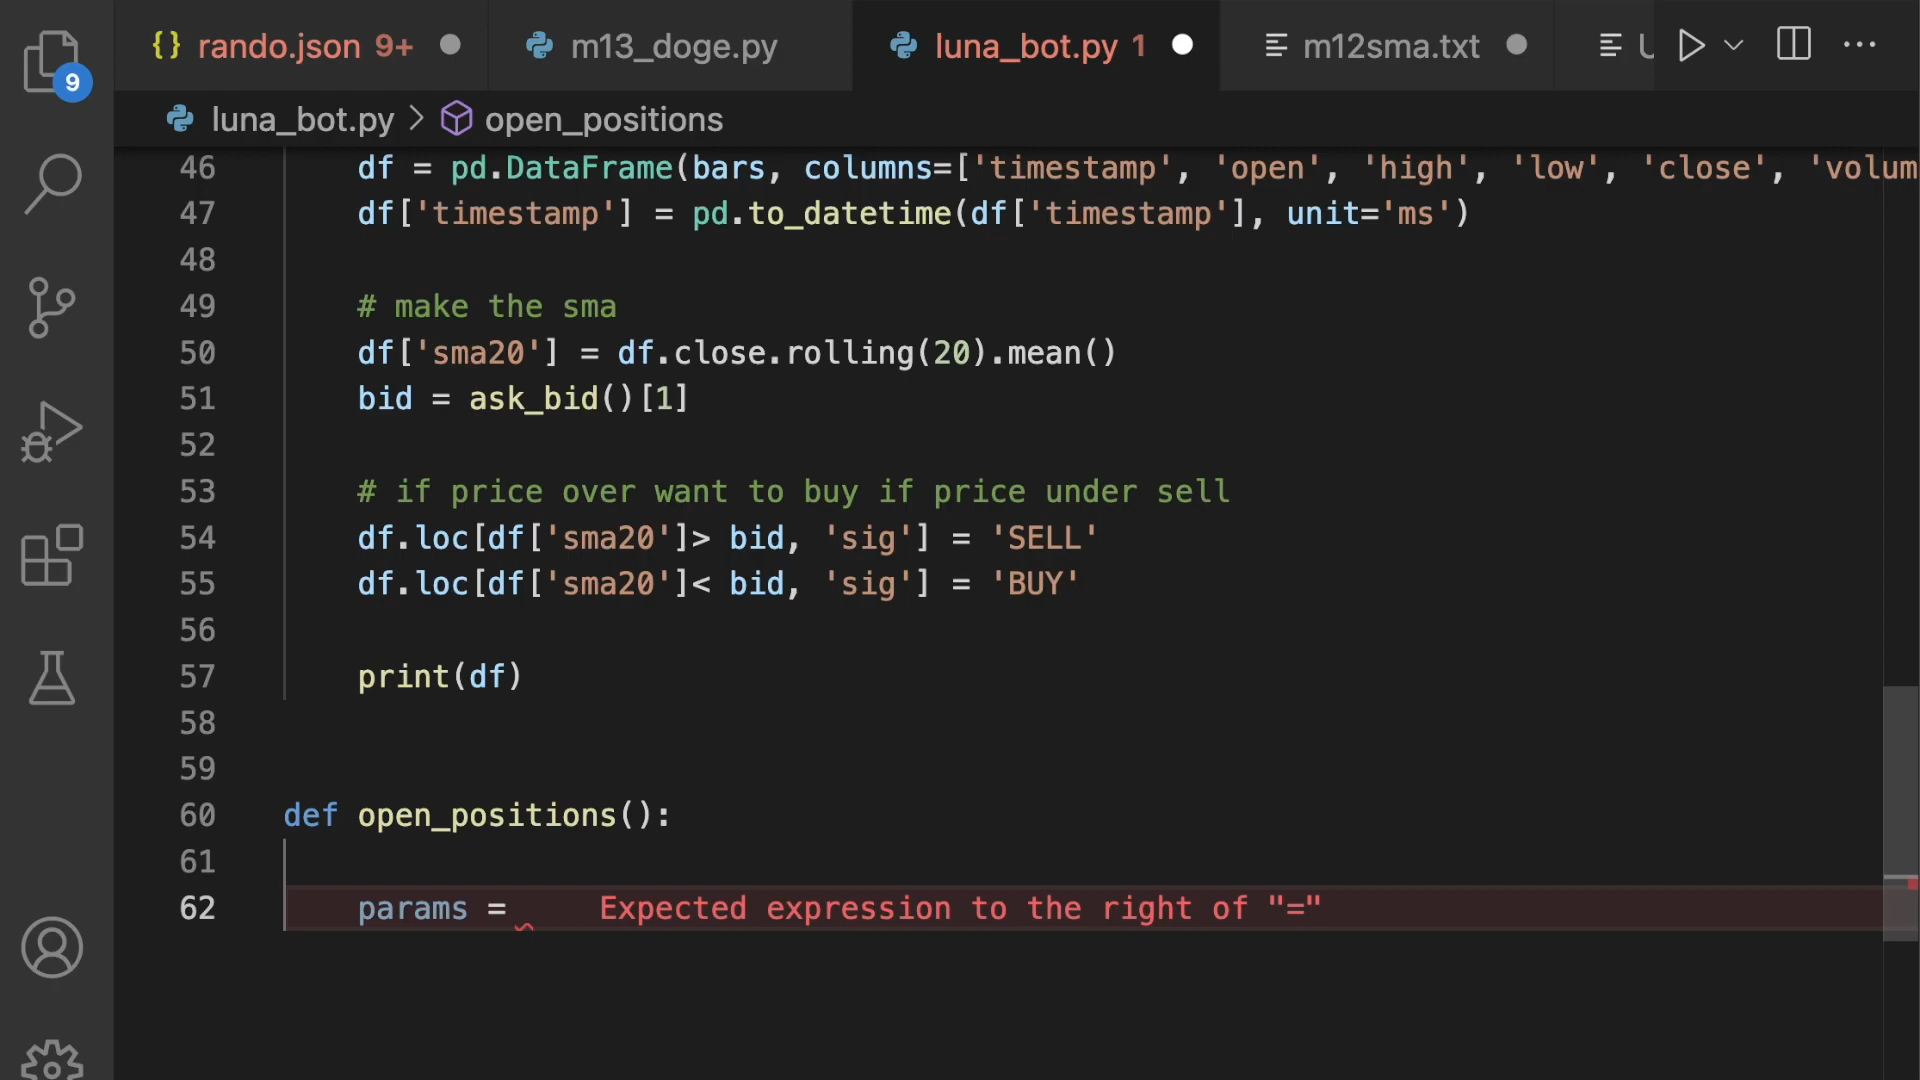 {} rando.json 9+
m13_doge.py
luna_bot.py 1
m12sma.txt
9
luna_bot.py > open_positions
46 df = pd.DataFrame(bars, columns=['timestamp', 'open', 'high', 'low', 'close', 'volum
47 df['timestamp'] = pd.to_datetime(df['timestamp'], unit='ms')
48
49 # make the sma
50 df['sma20'] = df.close.rolling(20).mean()
51 bid = ask_bid()[1]
52
53 # if price over want to buy if price under sell
54 df.loc[df['sma20']> bid, 'sig'] = 'SELL'
55 df.loc[df['sma20']< bid, 'sig'] = 'BUY'
56
57 print(df)
58
59
60 def open_positions():
61
62 params = Expected expression to the right of "="